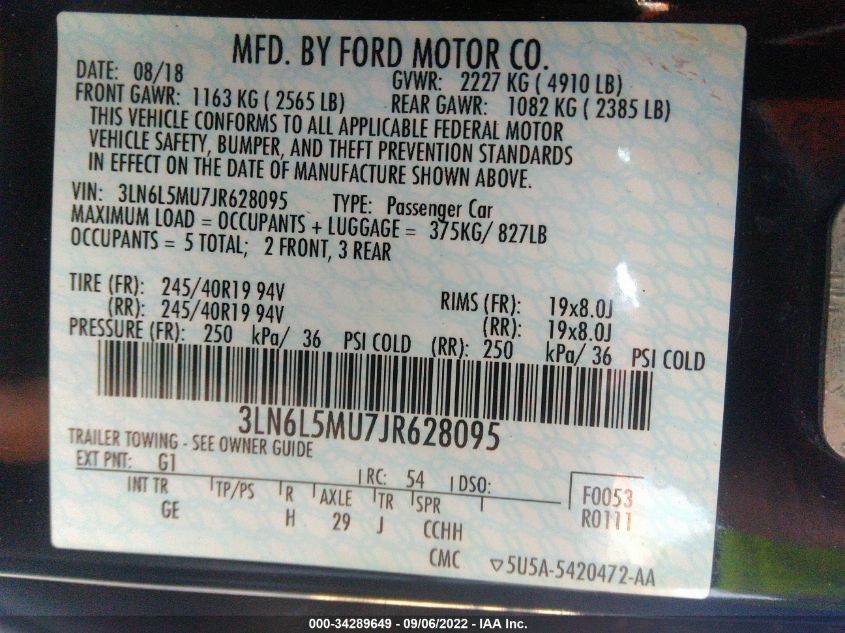 MFD. BY FORD MOTOR CO.
DATE: 08/18 GVWR: 2227 KG ( 4910 LB)
FRONT GAWR: 1163 KG ( 2565 LB) REAR GAWR: 1082 KG ( 2385 LB)
THIS VEHICLE CONFORMS TO ALL APPLICABLE FEDERAL MOTOR
VEHICLE SAFETY, BUMPER, AND THEFT PREVENTION STANDARDS
IN EFFECT ON THE DATE OF MANUFACTURE SHOWN ABOVE.
VIN: 3LN6L5MU7JR628095 TYPE: Passenger Car
MAXIMUM LOAD = OCCUPANTS + LUGGAGE = 375KG/ 827LB
OCCUPANTS = 5 TOTAL; 2 FRONT, 3 REAR
TIRE (FR): 245/40R19 94V RIMS (FR): 19x8.0J
(RR): 245/40R19 94V (RR): 19x8.0J
PRESSURE (FR): 250 kPa/ 36 PSI COLD (RR): 250 kPa/ 36 PSI COLD
3LN6L5MU7JR628095
TRAILER TOWING - SEE OWNER GUIDE
EXT PNT: G1 RC: 54 DSO: F0053
INT TR TP/PS R AXLE TR SPR R0111
GE H 29 J CCHH
CMC ▽5U5A-5420472-AA
000-34289649 - 09/06/2022 - IAA Inc.